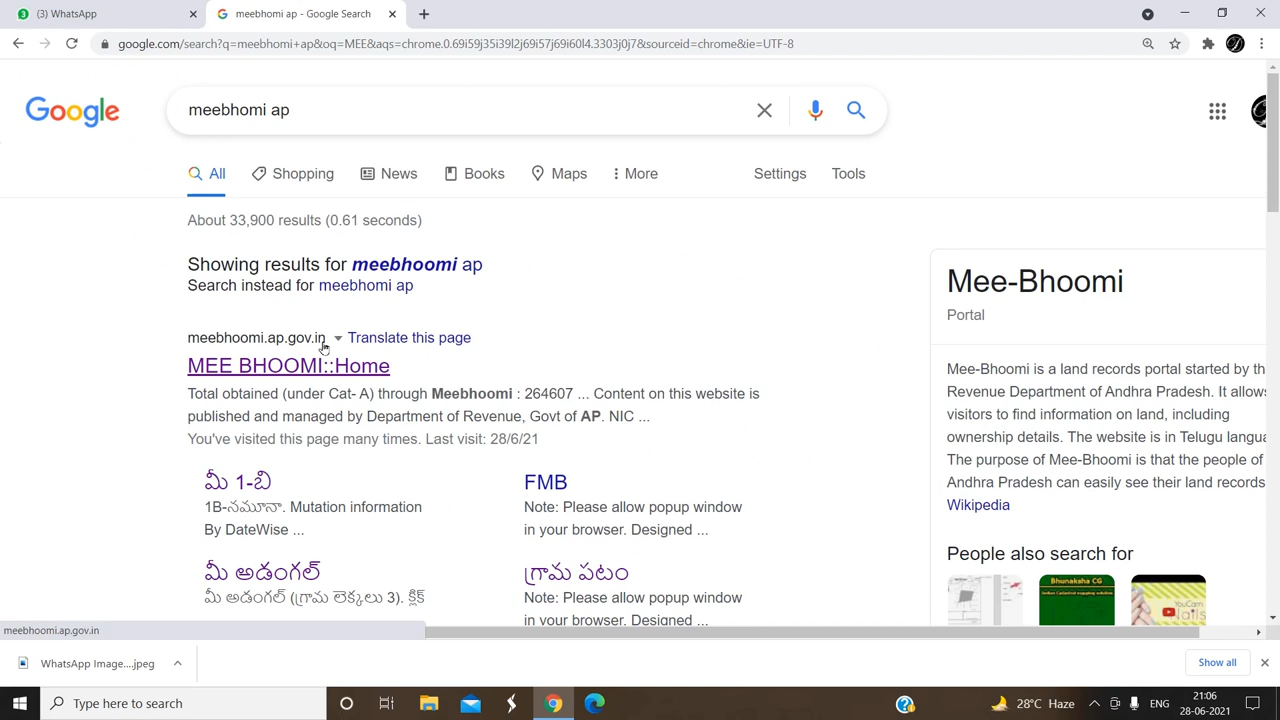 (3) WhatsApp
meebhomi ap - Google Search
google.com/search?q=meebhomi+ap&oq=MEE&aqs=chrome.0.69i59j35i39l2j69i57j69i60l4.3303j0j7&sourceid=chrome&ie=UTF-8
Google
meebhomi ap
All
Shopping
News
Books
Maps
More
Settings
Tools
About 33,900 results (0.61 seconds)
Showing results for meebhoomi ap
Search instead for meebhomi ap
meebhoomi.ap.gov.in
Translate this page
MEE BHOOMI::Home
Total obtained (under Cat- A) through Meebhoomi : 264607 ... Content on this website is
published and managed by Department of Revenue, Govt of AP. NIC ...
You've visited this page many times. Last visit: 28/6/21
మీ 1-బి
1B-నమూనా. Mutation information
By DateWise ...
FMB
Note: Please allow popup window
in your browser. Designed ...
మీ అడంగల్
మీ అడంగల్ (గ్రామ లెక్కలు 3). క్లిక్
గ్రామ పటం
Note: Please allow popup window
in your browser. Designed ...
Mee-Bhoomi
Portal
Mee-Bhoomi is a land records portal started by th
Revenue Department of Andhra Pradesh. It allows
visitors to find information on land, including
ownership details. The website is in Telugu langua
The purpose of Mee-Bhoomi is that the people of
Andhra Pradesh can easily see their land records
Wikipedia
People also search for
Bhunaksha CG
meebhoomi.ap.gov.in
WhatsApp Image....jpeg
Show all
Type here to search
28°C Haze
ENG
21:06
28-06-2021